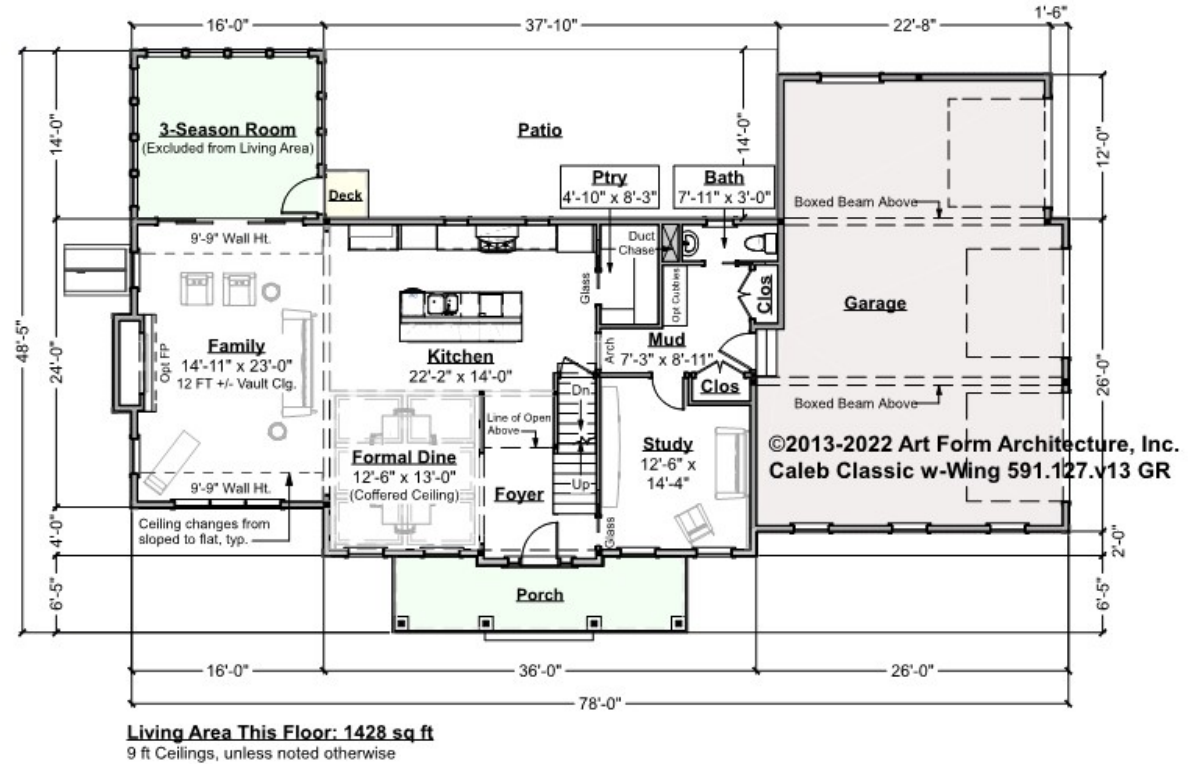 16'-0"
37'-10"
22'-8"
1'-6"
48'-5"
14'-0"
3-Season Room
(Excluded from Living Area)
Patio
14'-0"
12'-0"
Deck
Ptry
4'-10" x 8'-3"
Bath
7'-11" x 3'-0"
Boxed Beam Above
9'-9" Wall Ht.
Duct
Chase
Glass
Opt Cubbies
Clos
Garage
24'-0"
Opt FP
Family
14'-11" x 23'-0"
12 FT +/- Vault Clg.
Kitchen
22'-2" x 14'-0"
Arch
Mud
7'-3" x 8'-11"
Clos
26'-0"
Boxed Beam Above
Dn
Line of Open
Above
Formal Dine
12'-6" x 13'-0"
(Coffered Ceiling)
Foyer
Up
Study
12'-6" x
14'-4"
©2013-2022 Art Form Architecture, Inc.
Caleb Classic w-Wing 591.127.v13 GR
9'-9" Wall Ht.
Ceiling changes from
sloped to flat, typ.
Glass
4'-0"
2'-0"
6'-5"
Porch
6'-5"
16'-0"
36'-0"
26'-0"
78'-0"
Living Area This Floor: 1428 sq ft
9 ft Ceilings, unless noted otherwise